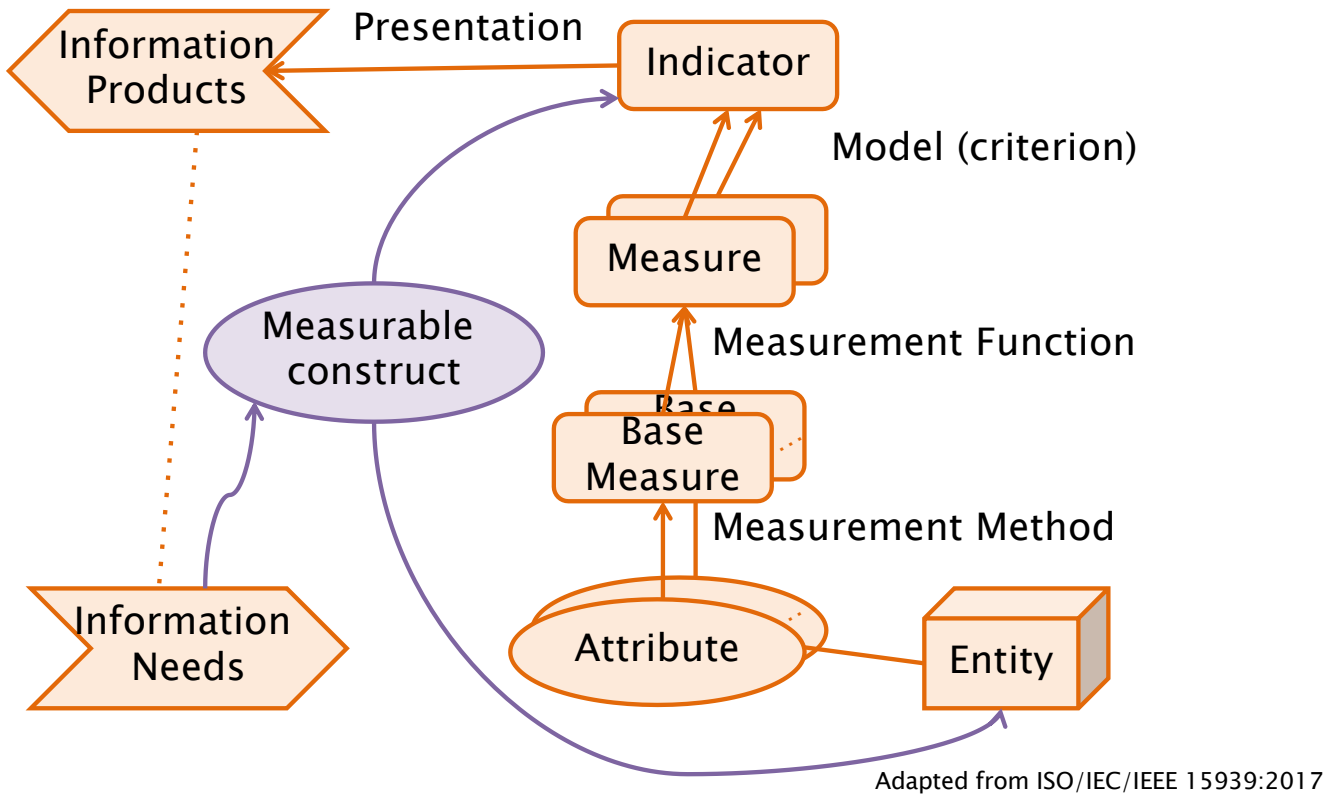 Information
Products
Presentation
Indicator
Model (criterion)
Measure
Measurable
construct
Measurement Function
Base
Base
Measure
Measurement Method
Information
Needs
Attribute
Entity
Adapted from ISO/IEC/IEEE 15939:2017